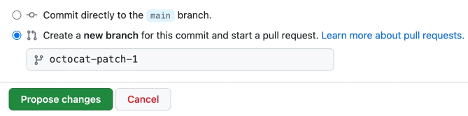 Commit directly to the main branch.
Create a new branch for this commit and start a pull request. Learn more about pull requests.
octocat-patch-1
Propose changes Cancel